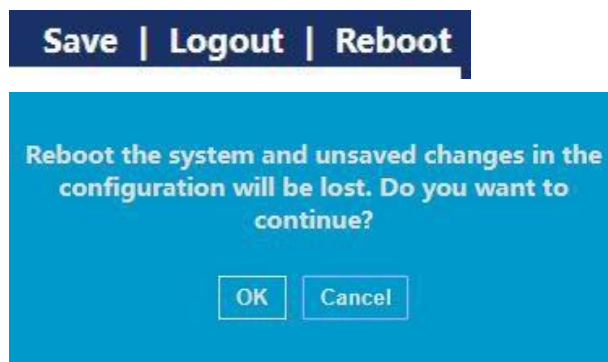 Save | Logout | Reboot
Reboot the system and unsaved changes in the
configuration will be lost. Do you want to
continue?
OK Cancel